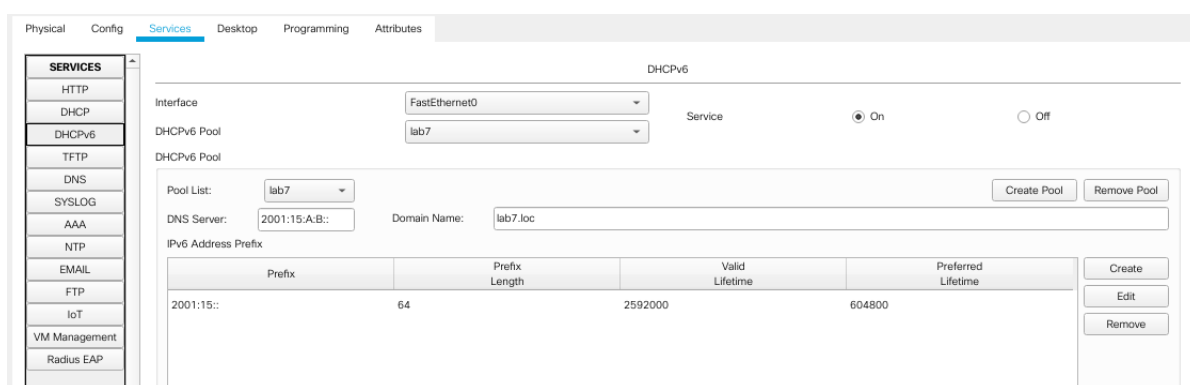 Physical Config Services Desktop Programming Attributes
SERVICES
HTTP
DHCP
DHCPv6
TFTP
DNS
SYSLOG
AAA
NTP
EMAIL
FTP
IoT
VM Management
Radius EAP
DHCPv6
Interface FastEthernet0
Service On Off
DHCPv6 Pool lab7
DHCPv6 Pool
Pool List: lab7 Create Pool Remove Pool
DNS Server: 2001:15:A:B:: Domain Name: lab7.loc
IPv6 Address Prefix
Prefix Prefix Length Valid Lifetime Preferred Lifetime
2001:15:: 64 2592000 604800
Create
Edit
Remove